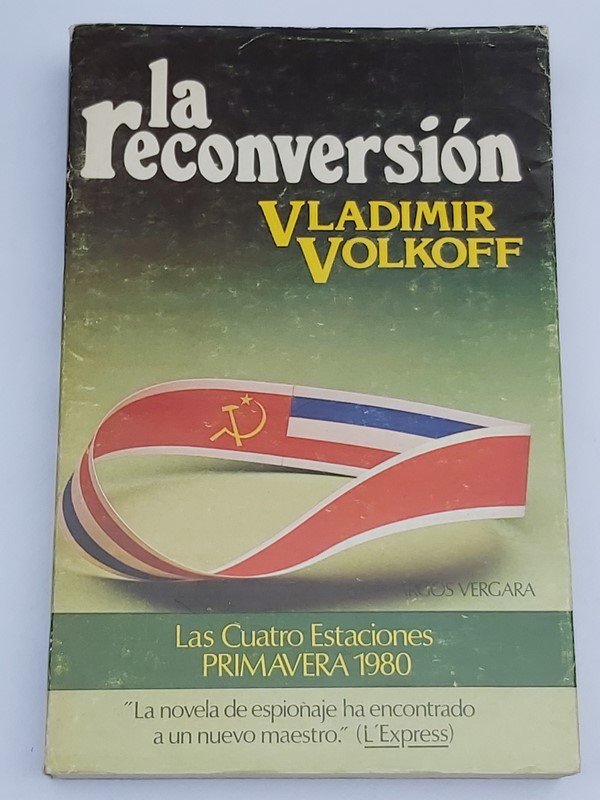 la
reconversión
VLADIMIR
VOLKOFF
ARGOS VERGARA
Las Cuatro Estaciones
PRIMAVERA 1980
"La novela de espionaje ha encontrado
a un nuevo maestro." (L'Express)